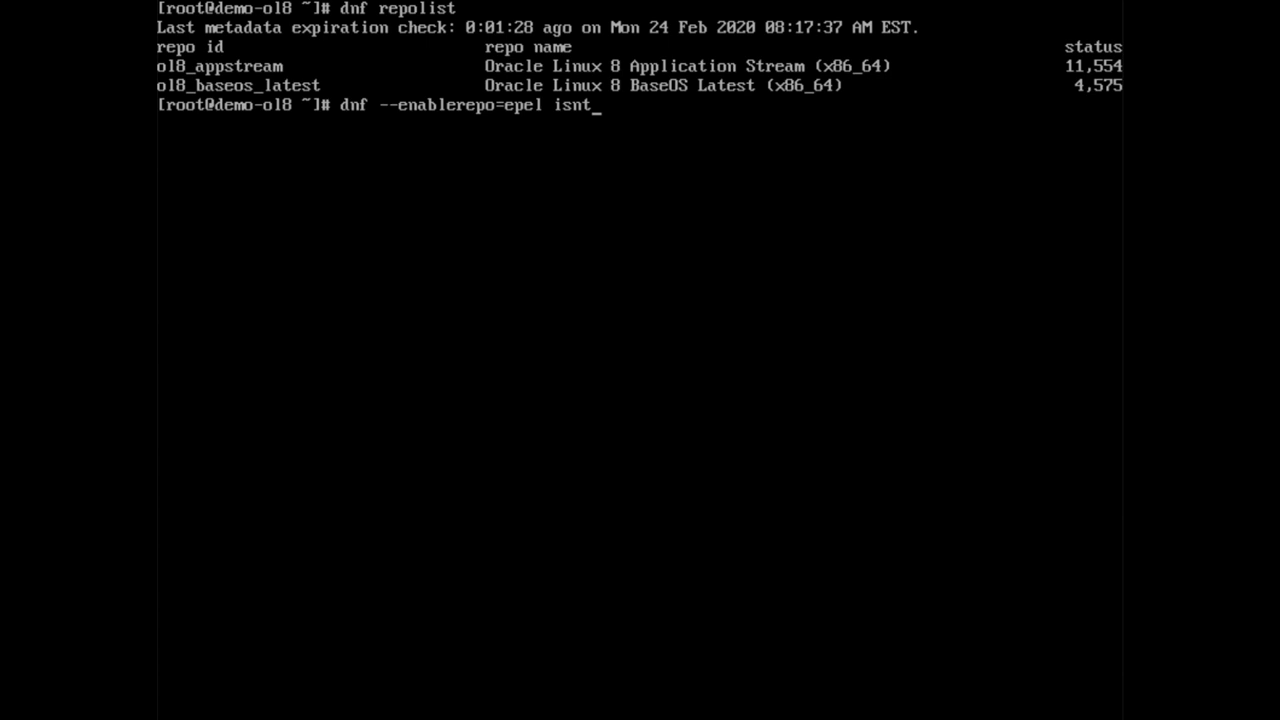 [root@demo-ol8 ~]# dnf repolist
Last metadata expiration check: 0:01:28 ago on Mon 24 Feb 2020 08:17:37 AM EST.
repo id repo name status
ol8_appstream Oracle Linux 8 Application Stream (x86_64) 11,554
ol8_baseos_latest Oracle Linux 8 BaseOS Latest (x86_64) 4,575
[root@demo-ol8 ~]# dnf --enablerepo=epel isnt_